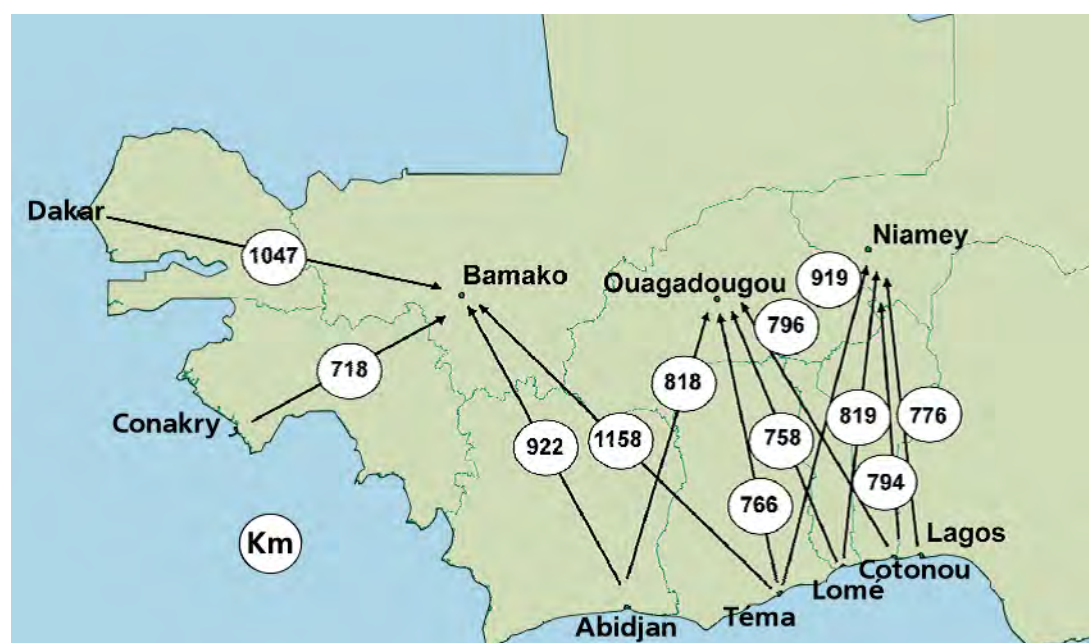 Dakar
1047
Bamako
Niamey
Ouagadougou
919
796
718
818
Conakry
922
1158
758
819
776
766
794
Km
Lagos
Cotonou
Lomé
Téma
Abidjan